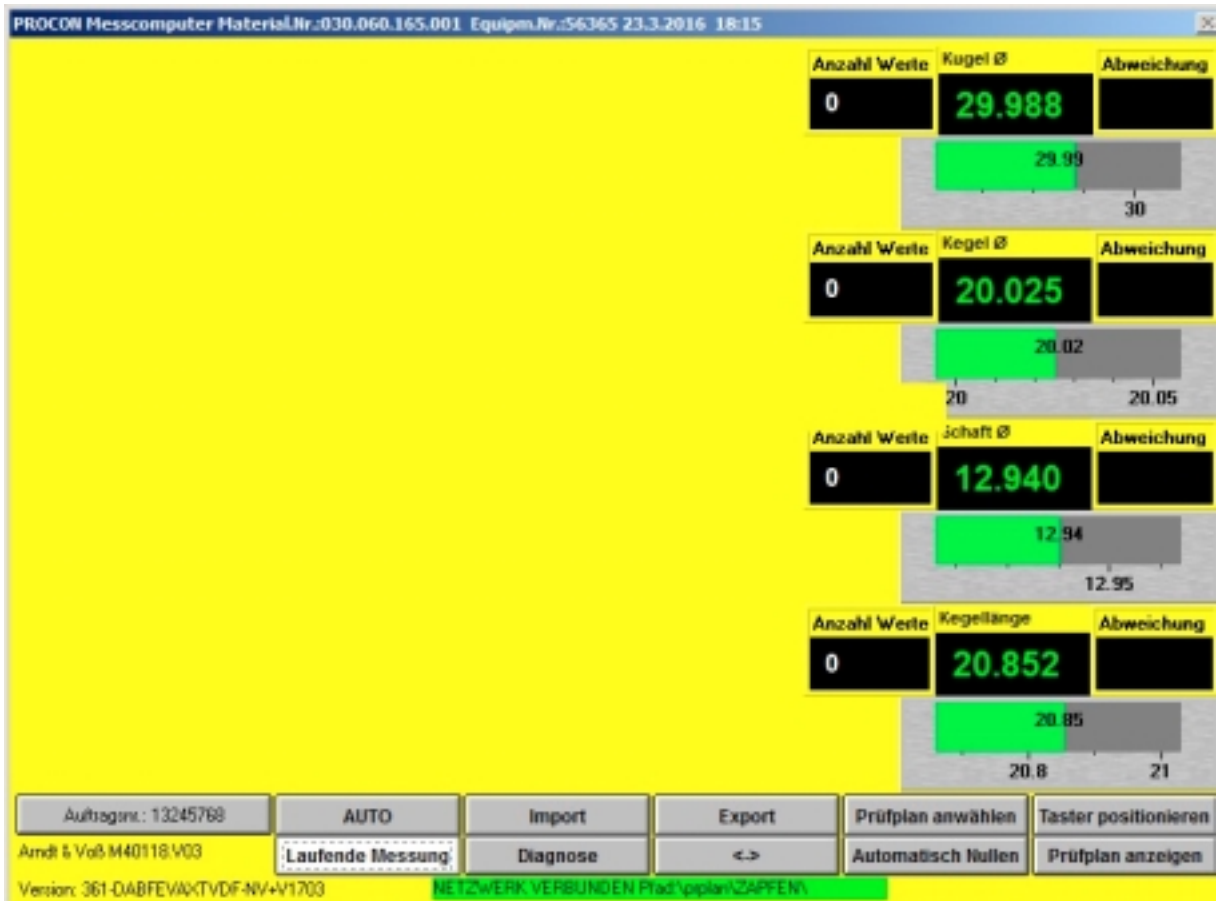 PROCON Messcomputer Material.Nr.:030.060.165.001 Equipm.Nr.:56365 23.3.2016 18:15
Anzahl Werte Kugel Ø Abweichung
0 29.988
29.99
30
Anzahl Werte Kegel Ø Abweichung
0 20.025
20.02
20 20.05
Anzahl Werte Schaft Ø Abweichung
0 12.940
12.94
12.95
Anzahl Werte Kegellänge Abweichung
0 20.852
20.85
20.8 21
Auftragsnr.: 13245768 AUTO Import Export Prüfplan anwählen Taster positionieren
Arndt & Voß M40118.V03 Laufende Messung Diagnose <-> Automatisch Nullen Prüfplan anzeigen
Version: 361-DABFEVAXTVDF-NV+V1703 NETZWERK VERBUNDEN Pfad:\prplan\ZAPFEN\